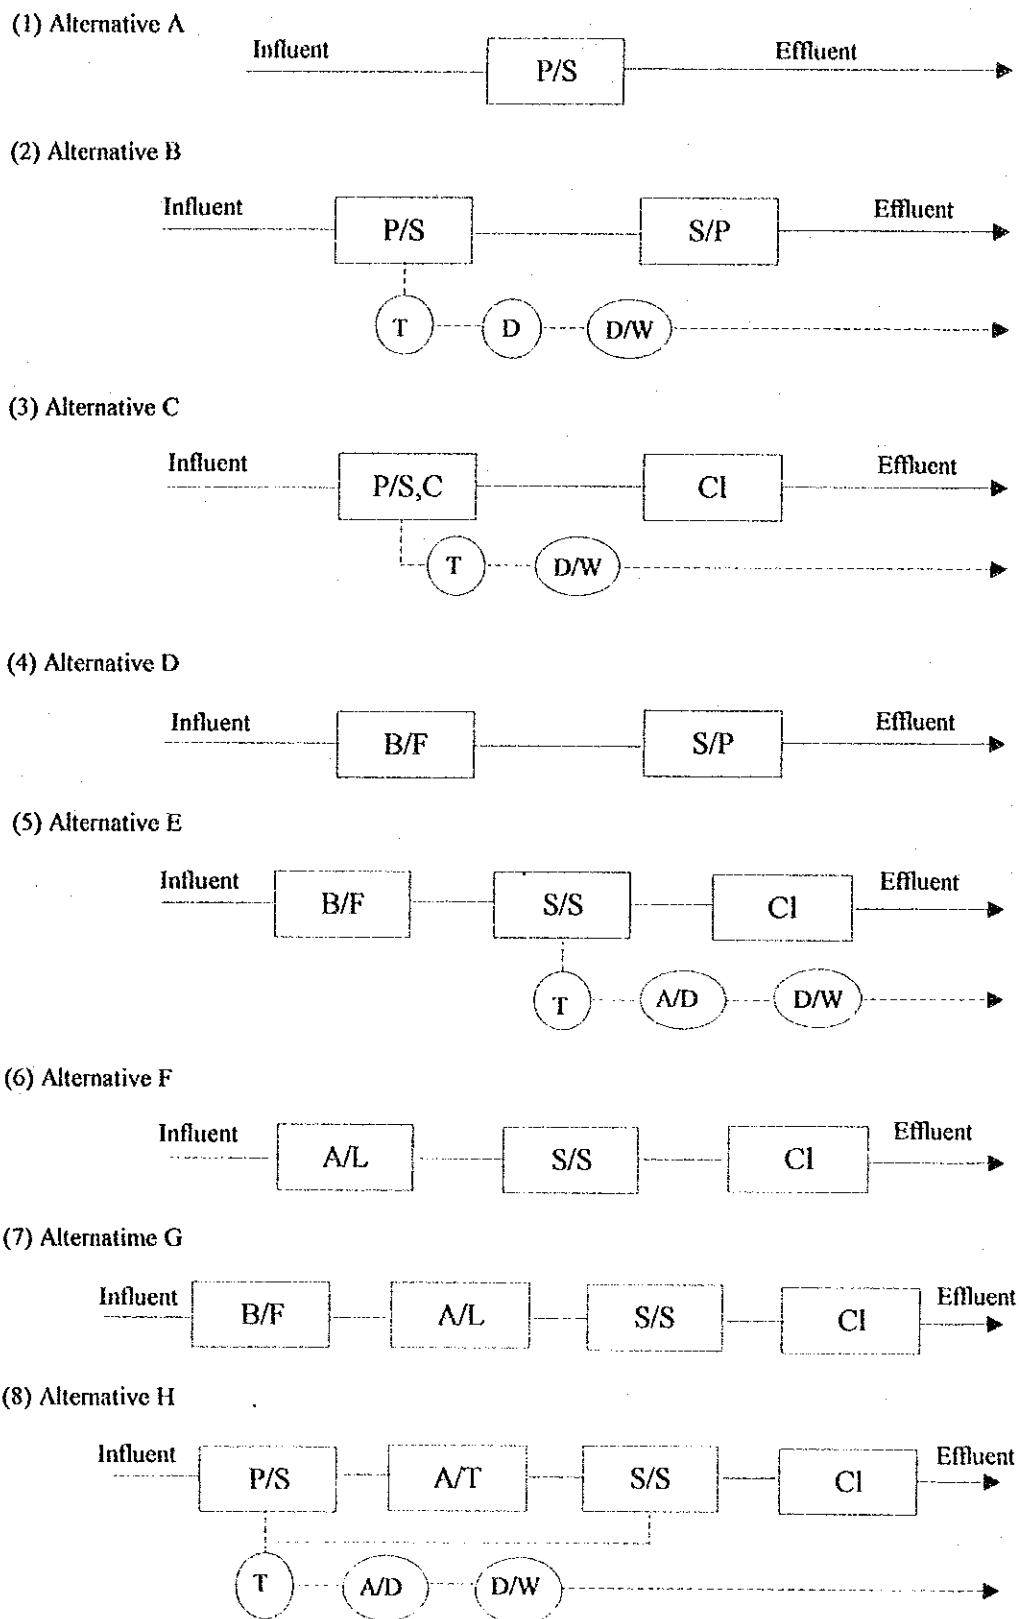 (1) Alternative A
Influent
Effluent
P/S
(2) Alternative B
Influent
Effluent
P/S
S/P
T
D
D/W
(3) Alternative C
Influent
Effluent
P/S,C
Cl
T
D/W
(4) Alternative D
Influent
Effluent
B/F
S/P
(5) Alternative E
Influent
Effluent
B/F
S/S
Cl
T
A/D
D/W
(6) Alternative F
Influent
Effluent
A/L
S/S
Cl
(7) Alternatime G
Influent
Effluent
B/F
A/L
S/S
Cl
(8) Alternative H
Influent
Effluent
P/S
A/T
S/S
Cl
T
A/D
D/W